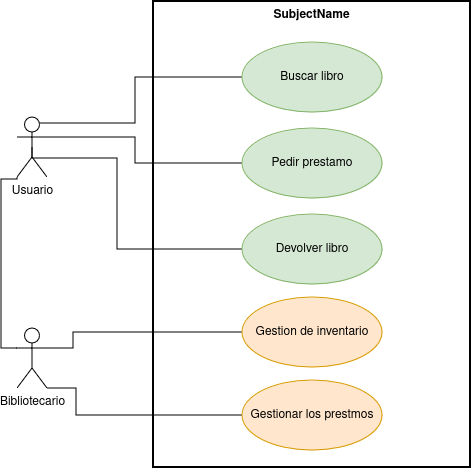 SubjectName
Buscar libro
Pedir prestamo
Usuario
Devolver libro
Gestion de inventario
Bibliotecario
Gestionar los prestmos